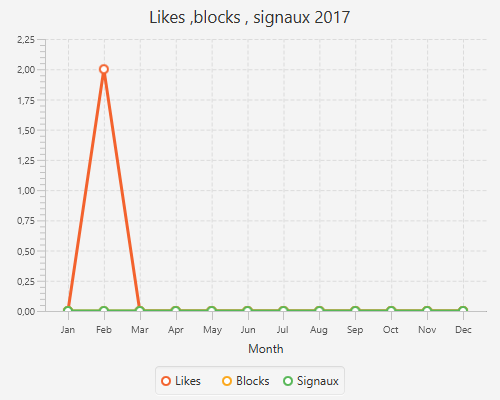 Likes ,blocks , signaux 2017
2,25
2,00
1,75
1,50
1,25
1,00
0,75
0,50
0,25
0,00
Jan Feb Mar Apr May Jun Jul Aug Sep Oct Nov Dec
Month
Likes Blocks Signaux